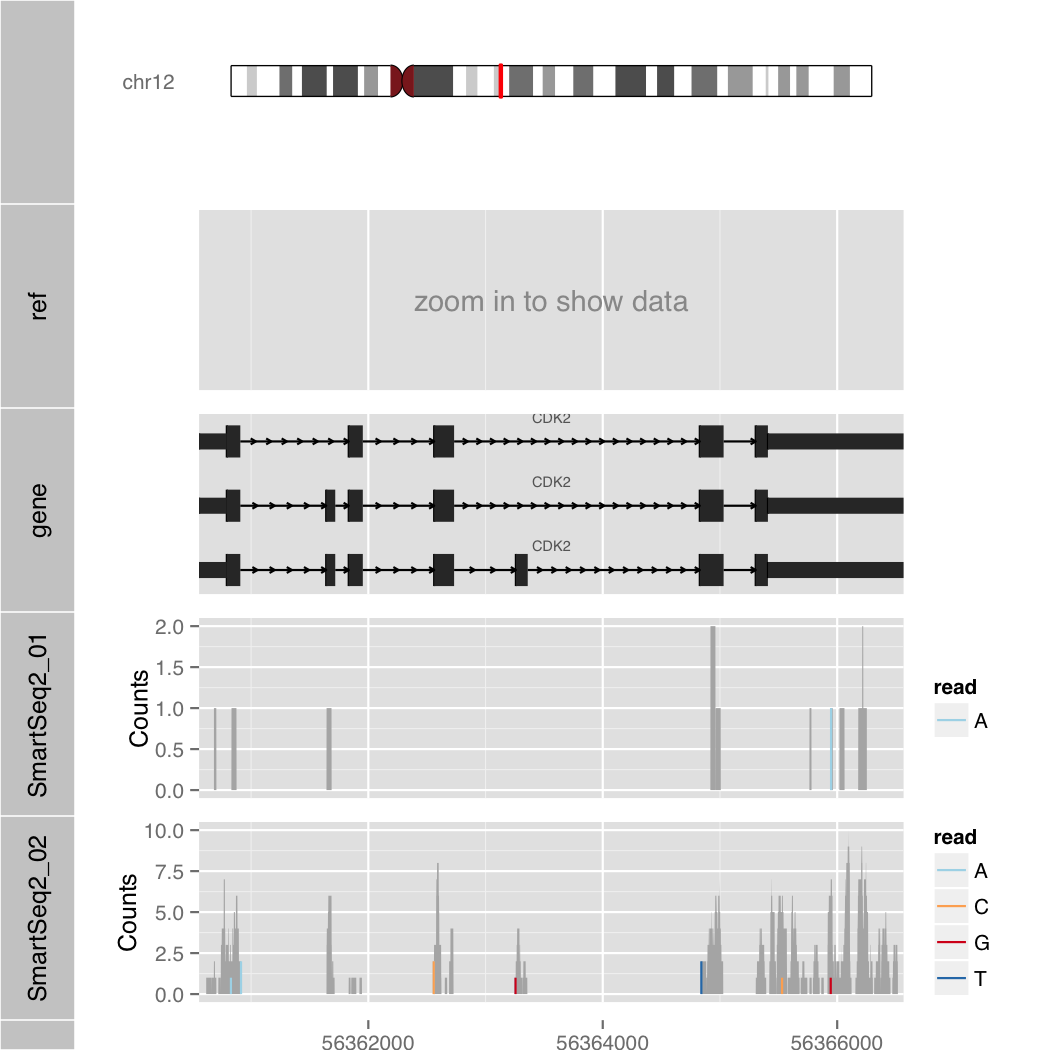 chr12
ref
zoom in to show data
gene
CDK2
CDK2
CDK2
SmartSeq2_01
Counts
2.0
1.5
1.0
0.5
0.0
read
A
SmartSeq2_02
Counts
10.0
7.5
5.0
2.5
0.0
read
A
C
G
T
56362000 56364000 56366000